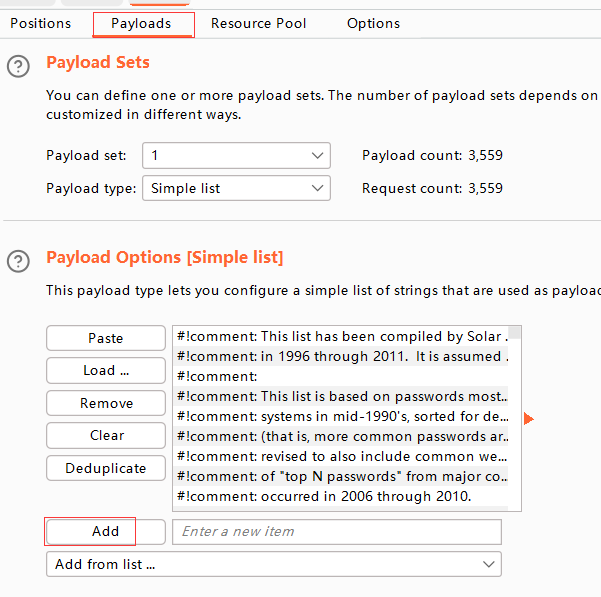 Positions Payloads Resource Pool Options
? Payload Sets
You can define one or more payload sets. The number of payload sets depends on
customized in different ways.
Payload set: 1 Payload count: 3,559
Payload type: Simple list Request count: 3,559
? Payload Options [Simple list]
This payload type lets you configure a simple list of strings that are used as payload
Paste
Load ...
Remove
Clear
Deduplicate
#!comment: This list has been compiled by Solar .
#!comment: in 1996 through 2011. It is assumed .
#!comment:
#!comment: This list is based on passwords most...
#!comment: systems in mid-1990's, sorted for de...
#!comment: (that is, more common passwords ar..
#!comment: revised to also include common we...
#!comment: of "top N passwords" from major co...
#!comment: occurred in 2006 through 2010.
Add Enter a new item
Add from list ...